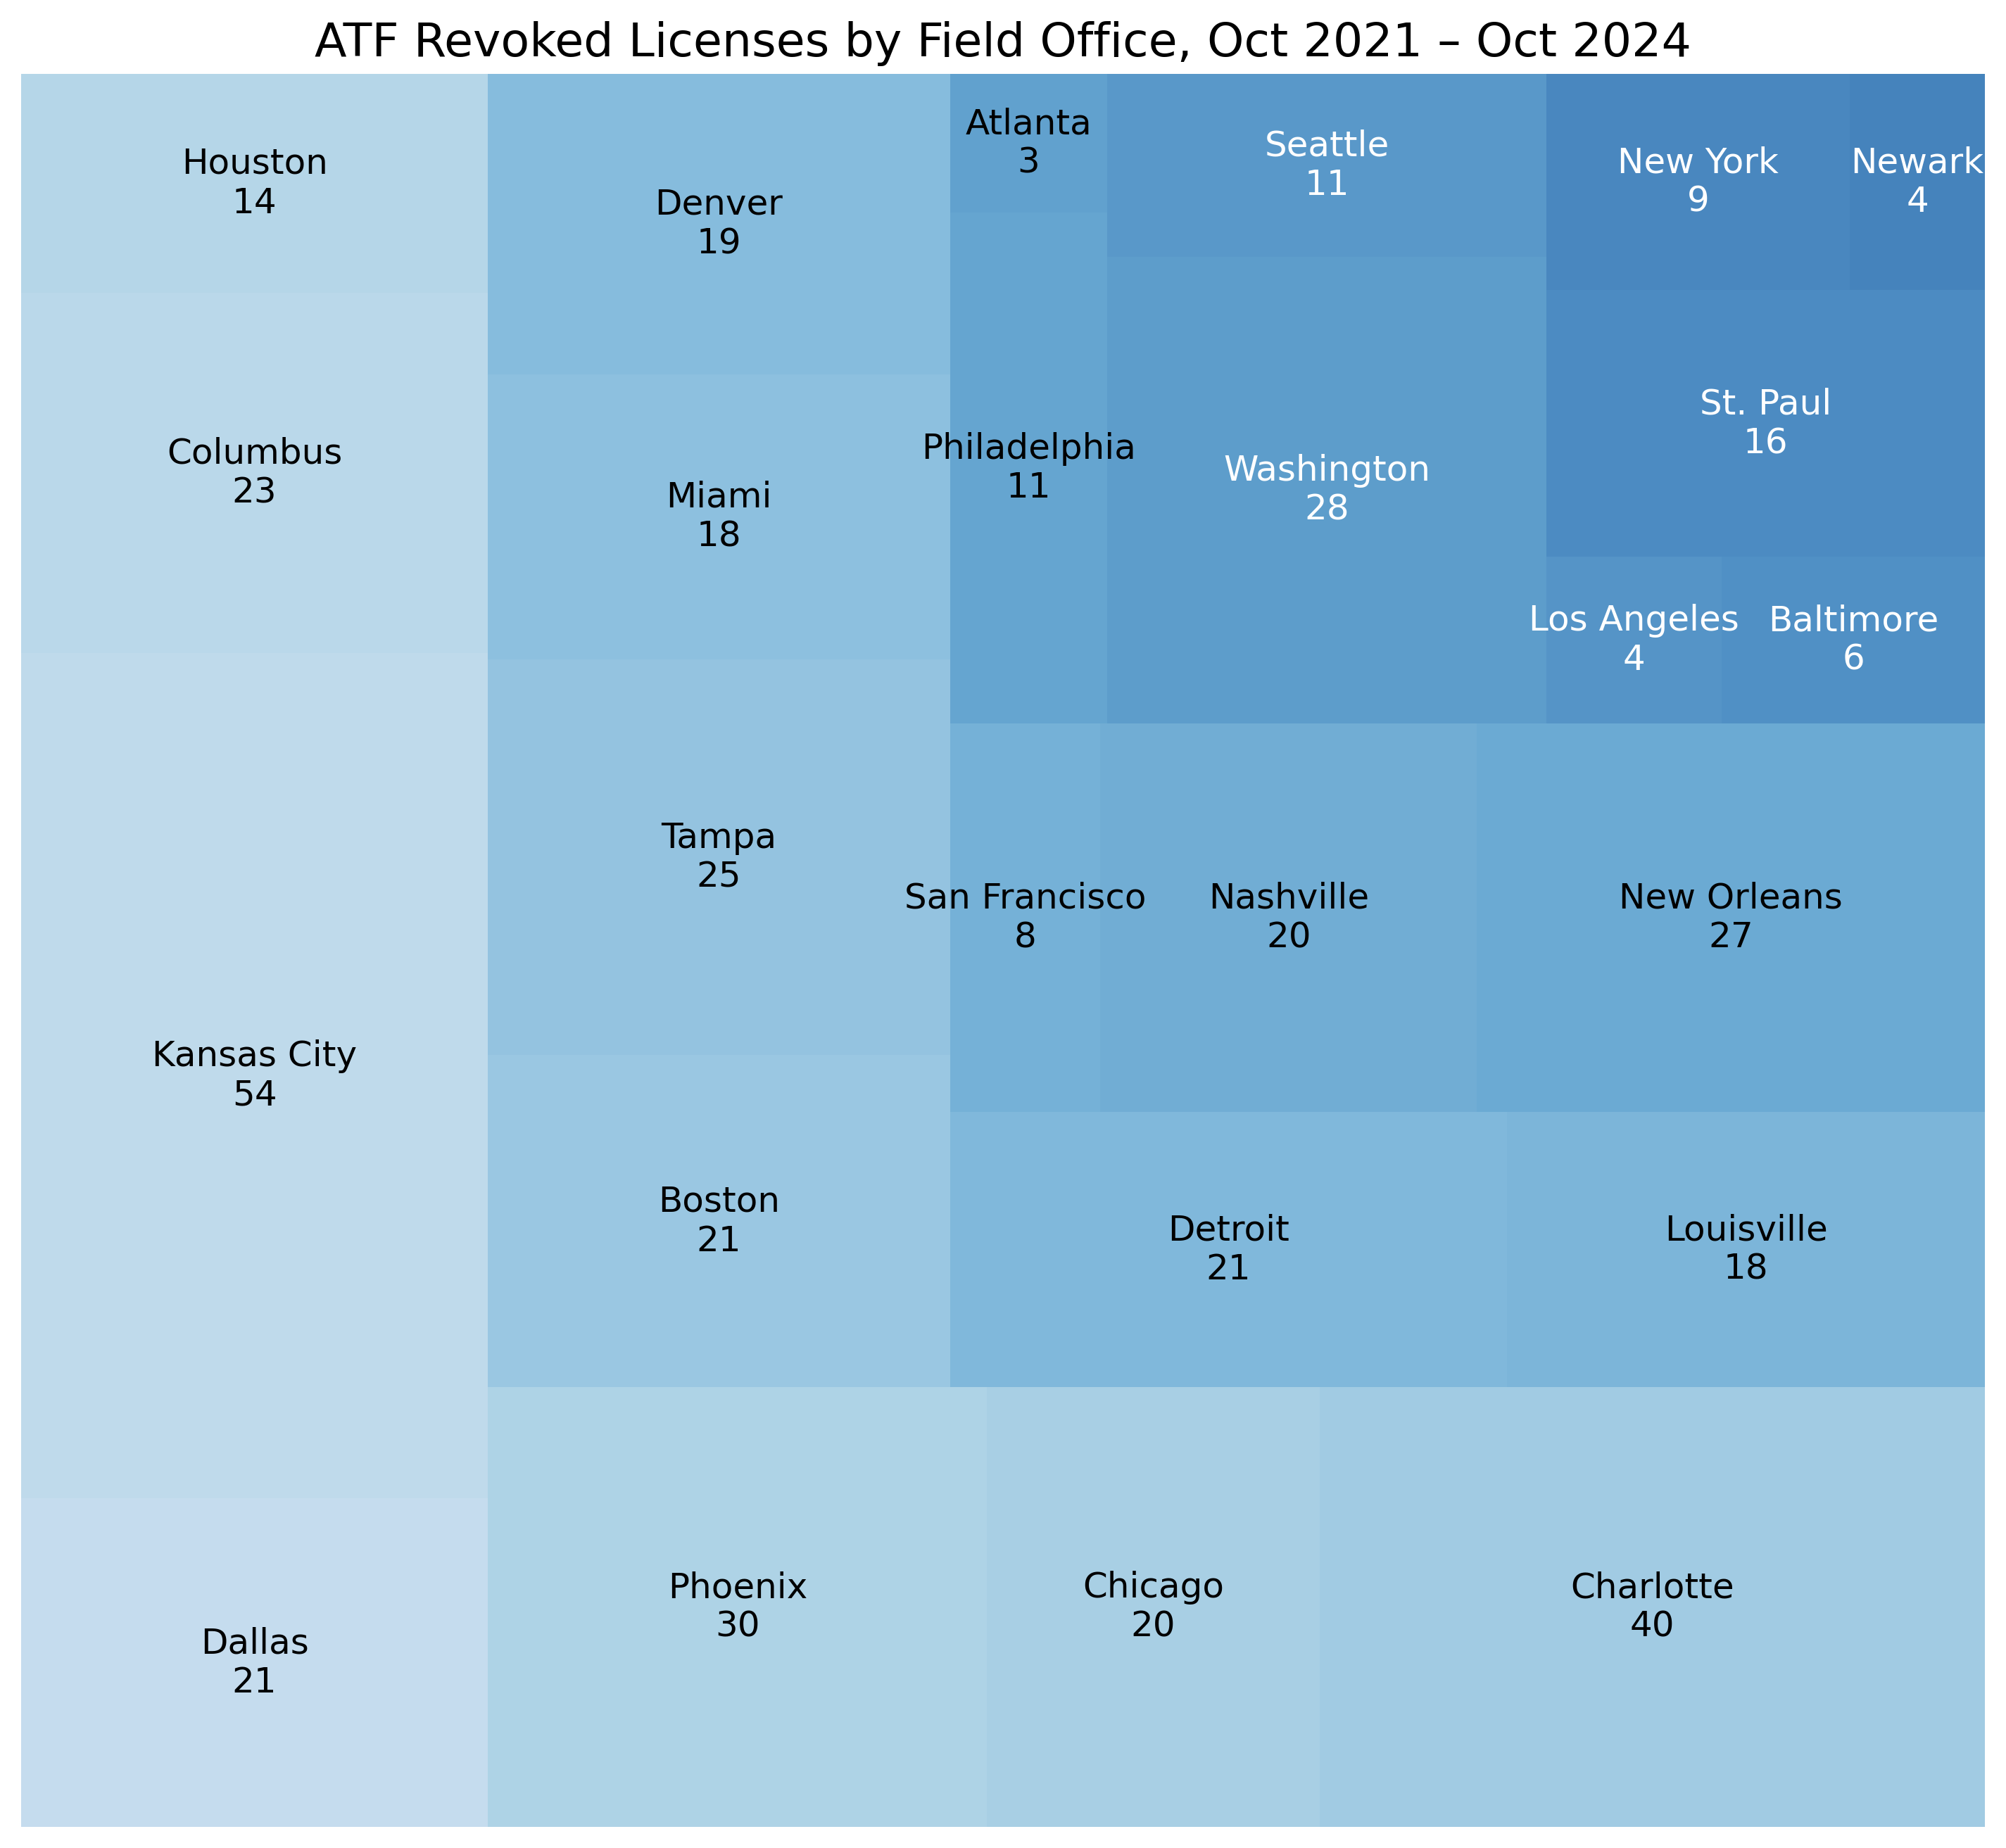 ATF Revoked Licenses by Field Office, Oct 2021 – Oct 2024
Houston
14
Columbus
23
Kansas City
54
Dallas
21
Denver
19
Miami
18
Tampa
25
Boston
21
Phoenix
30
Chicago
20
Charlotte
40
Atlanta
3
Philadelphia
11
Seattle
11
Washington
28
New York
9
Newark
4
St. Paul
16
Los Angeles
4
Baltimore
6
San Francisco
8
Nashville
20
New Orleans
27
Detroit
21
Louisville
18